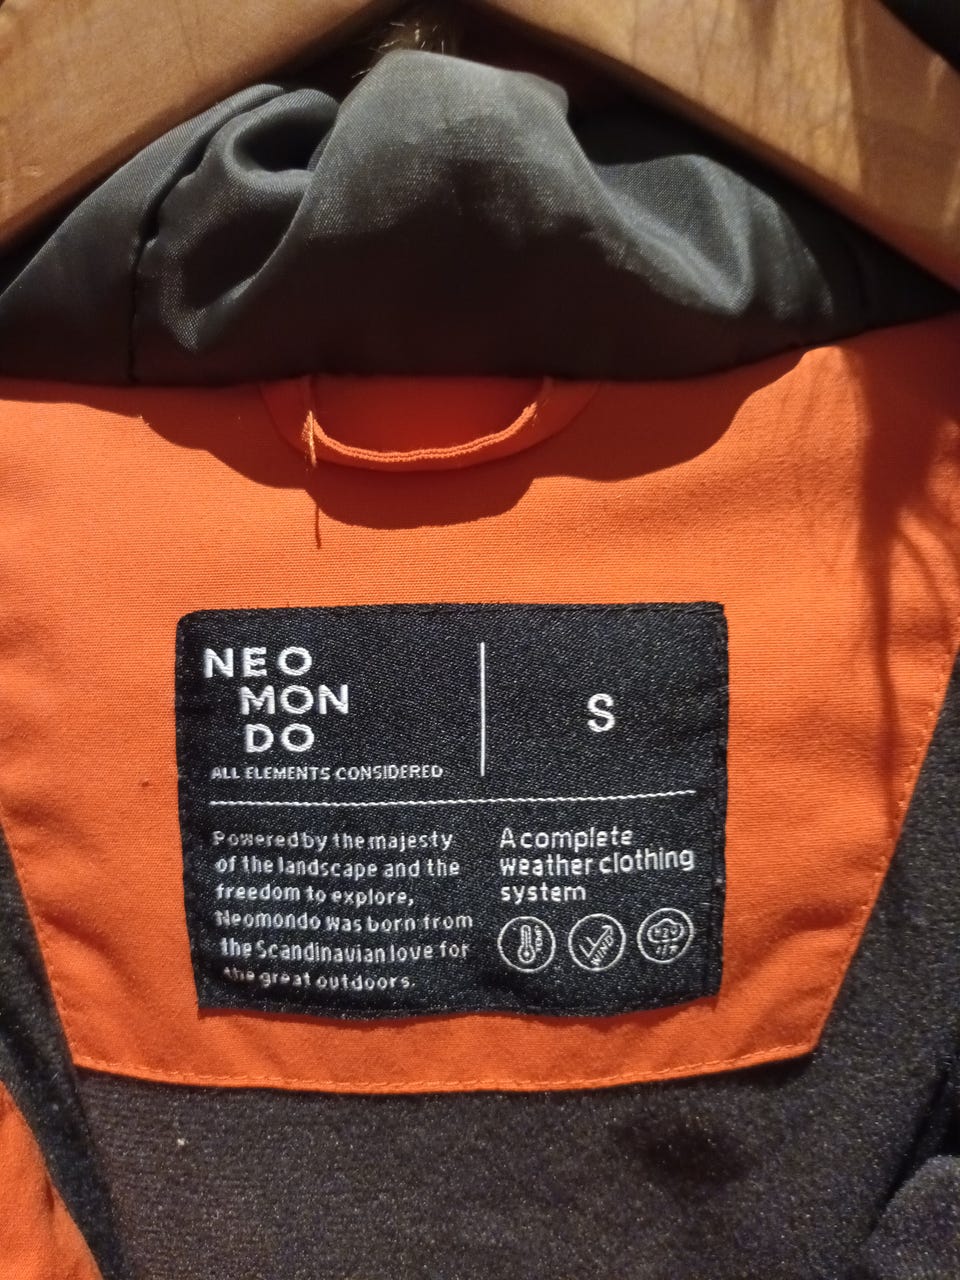 NEO
MON
DO
ALL ELEMENTS CONSIDERED
S
Powered by the majesty
of the landscape and the
freedom to explore,
Neomondo was born from
the Scandinavian love for
the great outdoors.
A complete
weather clothing
system
WIND